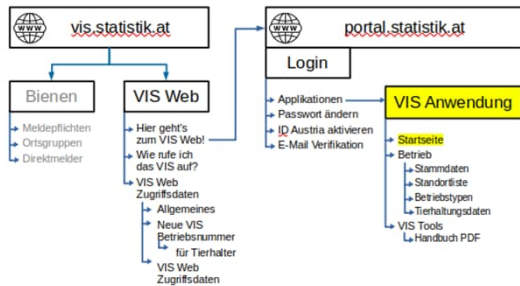 www
vis.statistik.at
Bienen
Meldepflichten
Ortsgruppen
Direktmelder
VIS Web
Hier geht's
zum VIS Web!
Wie rufe ich
das VIS auf?
VIS Web
Zugriffsdaten
Allgemeines
Neue VIS
Betriebsnummer
für Tierhalter
VIS Web
Zugriffsdaten
www
portal.statistik.at
Login
Applikationen
Passwort ändern
ID Austria aktivieren
E-Mail Verifikation
VIS Anwendung
Startseite
Betrieb
Stammdaten
Standortliste
Betriebstypen
Tierhaltungsdaten
VIS Tools
Handbuch PDF